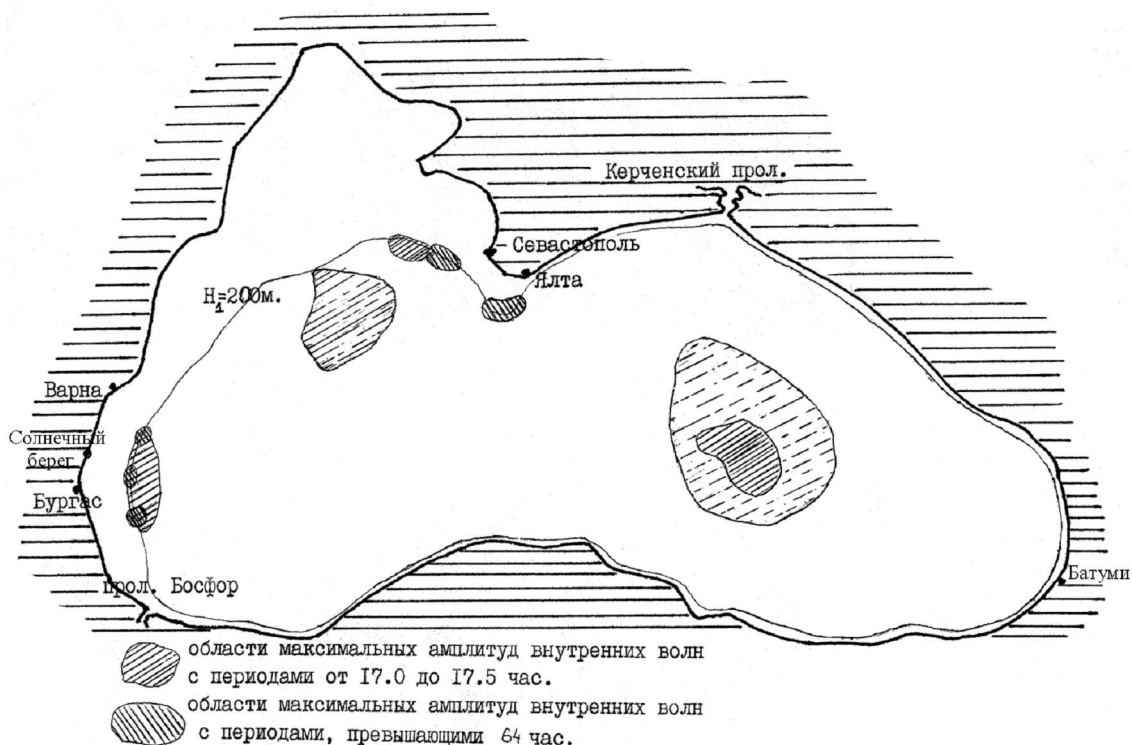 Керченский прол.
Севастополь
Ялта
H₁=200м.
Варна
Солнечный
берег
Бургас
прол. Босфор
Батуми
области максимальных амплитуд внутренних волн
с периодами от 17.0 до 17.5 час.
области максимальных амплитуд внутренних волн
с периодами, превышающими 64 час.